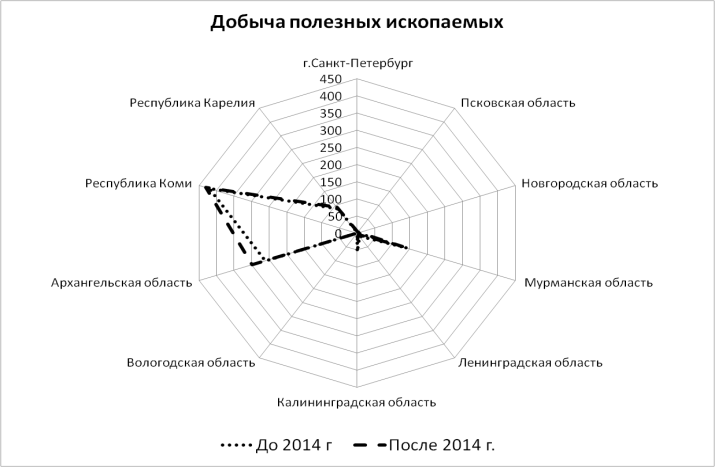 Добыча полезных ископаемых
г.Санкт-Петербург
450
400
350
300
250
200
150
100
50
0
Псковская область
Новгородская область
Мурманская область
Ленинградская область
Калининградская область
Вологодская область
Архангельская область
Республика Коми
Республика Карелия
До 2014 г
После 2014 г.